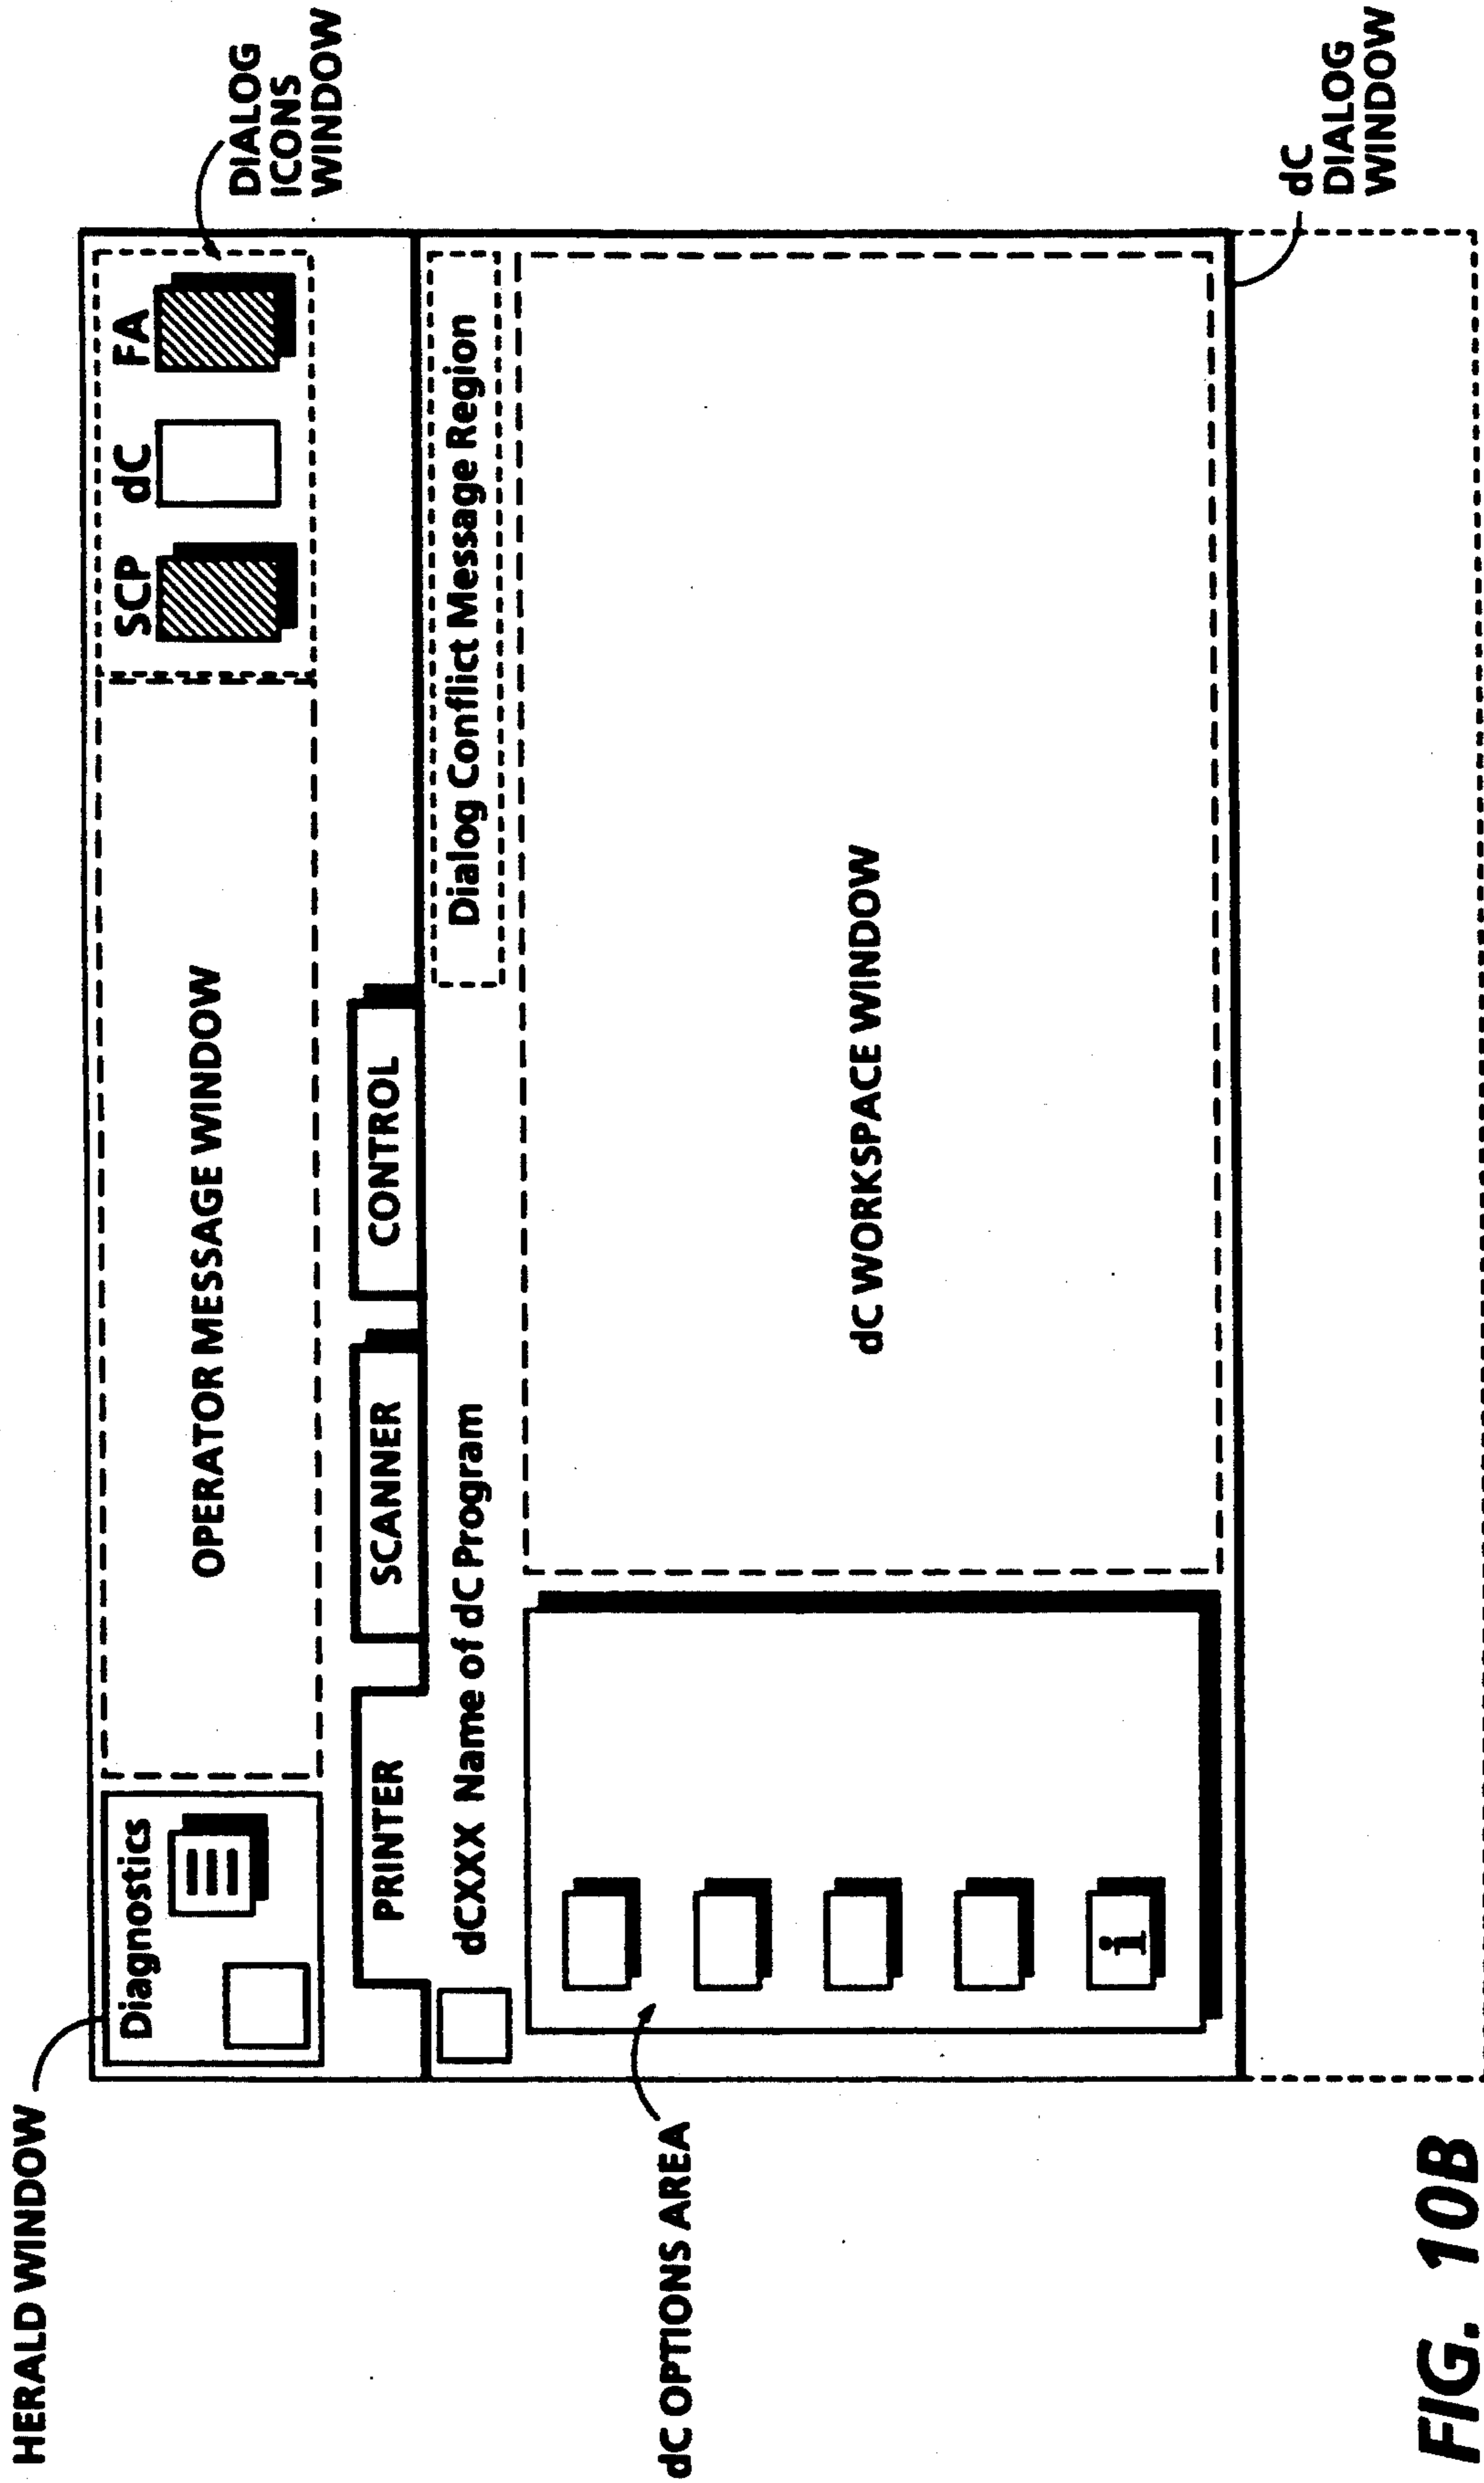 HERALD WINDOW
Diagnostics
OPERATOR MESSAGE WINDOW
SCP
dC
FA
DIALOG
ICONS
WINDOW
PRINTER
SCANNER
CONTROL
dCXXX Name of dC Program
Dialog Conflict Message Region
dC OPTIONS AREA
i
dC WORKSPACE WINDOW
dC
DIALOG
WINDOW
FIG. 10B